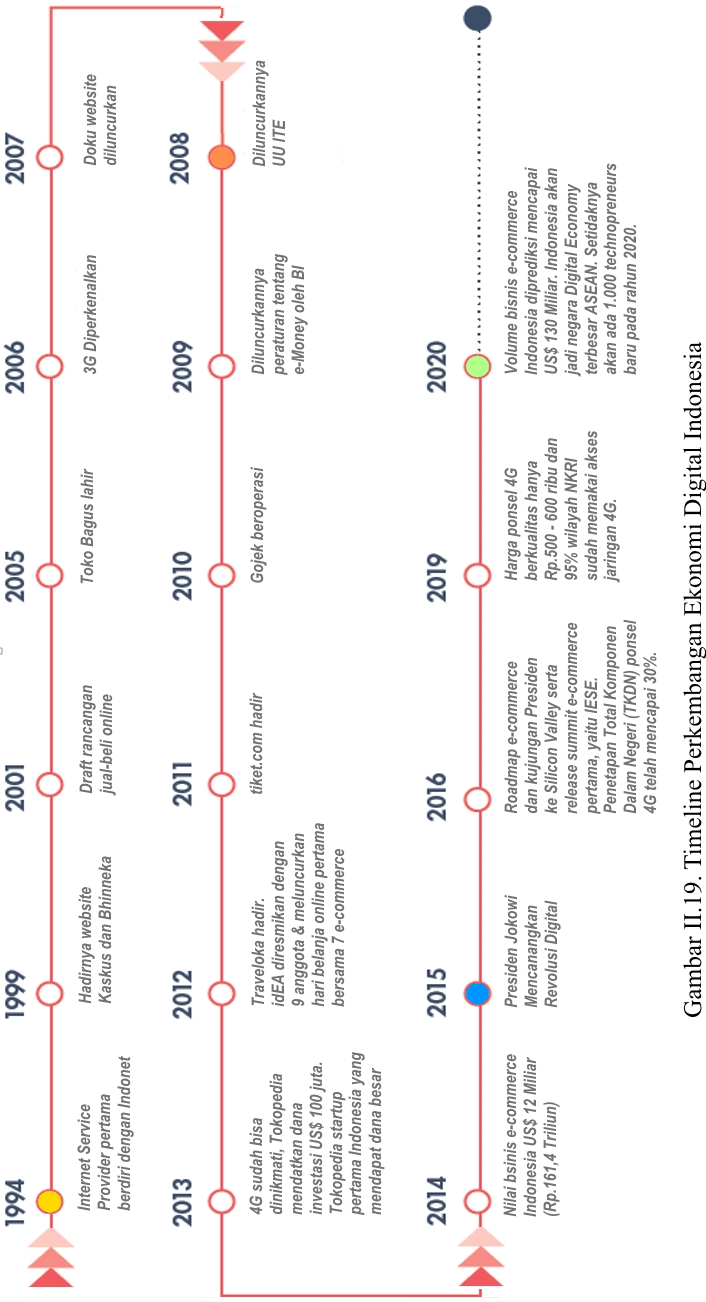 1994
Internet Service
Provider pertama
berdiri dengan Indonet
1999
Hadirnya website
Kaskus dan Bhinneka
2001
Draft rancangan
jual-beli online
2005
Toko Bagus lahir
2006
3G Diperkenalkan
2007
Doku website
diluncurkan
2008
Diluncurkannya
UU ITE
2009
Diluncurkannya
peraturan tentang
e-Money oleh BI
2010
Gojek beroperasi
2011
tiket.com hadir
2012
Traveloka hadir.
idEA diresmikan dengan
9 anggota & meluncurkan
hari belanja online pertama
bersama 7 e-commerce
2013
4G sudah bisa
dinikmati, Tokopedia
mendatkan dana
investasi US$ 100 juta.
Tokopedia startup
pertama Indonesia yang
mendapat dana besar
2014
Nilai bsinis e-commerce
Indonesia US$ 12 Miliar
(Rp.161,4 Triliun)
2015
Presiden Jokowi
Mencanangkan
Revolusi Digital
2016
Roadmap e-commerce
dan kujungan Presiden
ke Silicon Valley serta
release summit e-commerce
pertama, yaitu IESE.
Penetapan Total Komponen
Dalam Negeri (TKDN) ponsel
4G telah mencapai 30%.
2019
Harga ponsel 4G
berkualitas hanya
Rp.500 - 600 ribu dan
95% wilayah NKRI
sudah memakai akses
jaringan 4G.
2020
Volume bisnis e-commerce
Indonesia diprediksi mencapai
US$ 130 Miliar. Indonesia akan
jadi negara Digital Economy
terbesar ASEAN. Setidaknya
akan ada 1.000 technopreneurs
baru pada rahun 2020.
Gambar II.19. Timeline Perkembangan Ekonomi Digital Indonesia